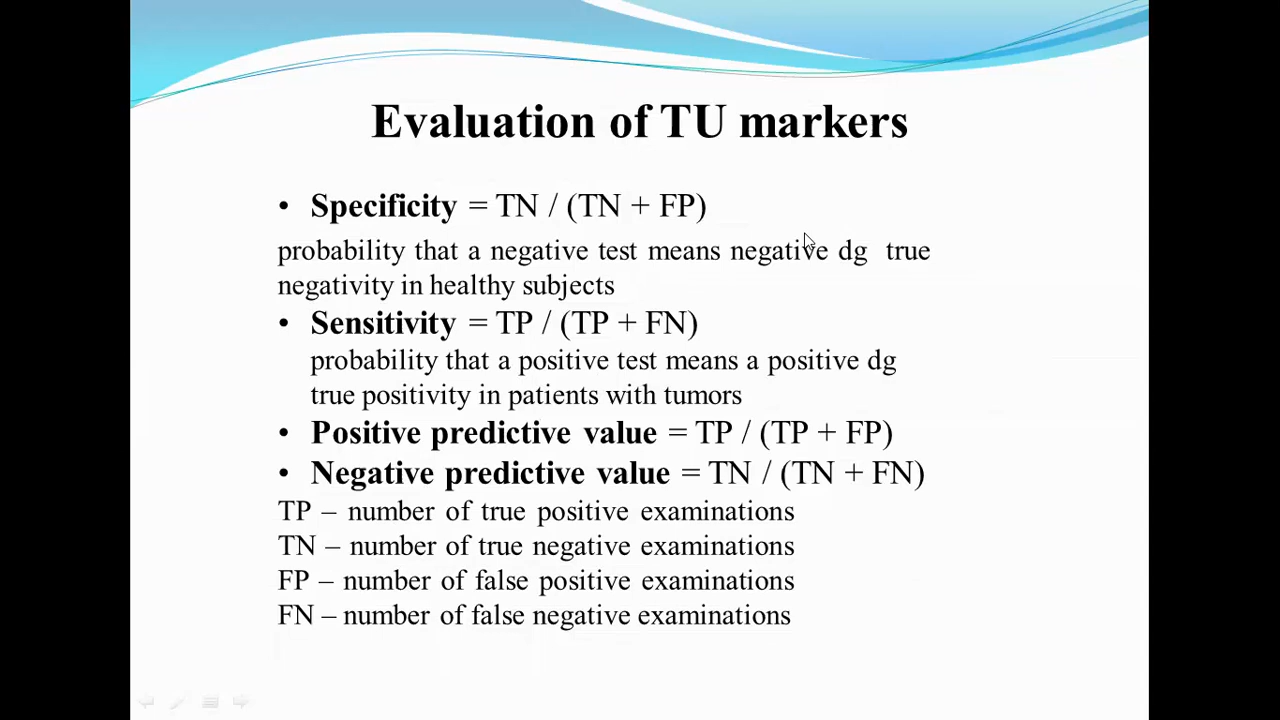 Evaluation of TU markers
• Specificity = TN / (TN + FP)
probability that a negative test means negative dg true
negativity in healthy subjects
• Sensitivity = TP / (TP + FN)
probability that a positive test means a positive dg
true positivity in patients with tumors
• Positive predictive value = TP / (TP + FP)
• Negative predictive value = TN / (TN + FN)
TP – number of true positive examinations
TN – number of true negative examinations
FP – number of false positive examinations
FN – number of false negative examinations